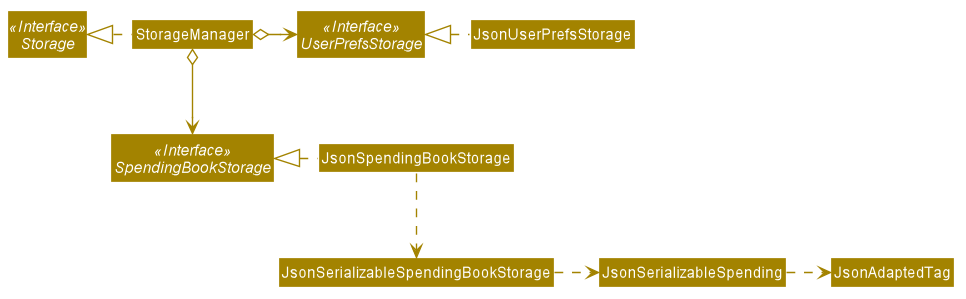 «Interface»
Storage
StorageManager
«Interface»
UserPrefsStorage
JsonUserPrefsStorage
«Interface»
SpendingBookStorage
JsonSpendingBookStorage
JsonSerializableSpendingBookStorage
JsonSerializableSpending
JsonAdaptedTag